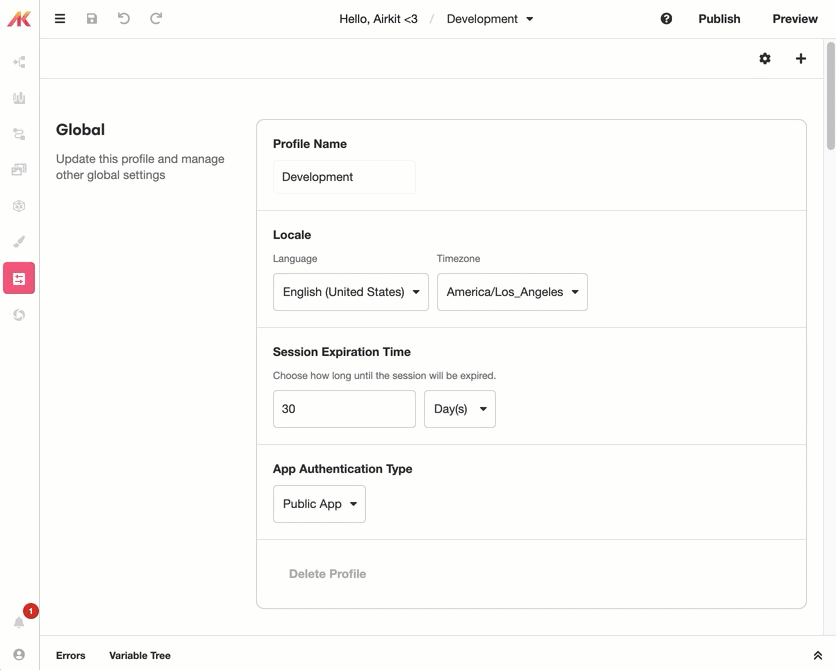 Hello, Airkit <3 / Development
Publish
Preview
Global
Update this profile and manage
other global settings
Profile Name
Development
Locale
Language
Timezone
English (United States)
America/Los_Angeles
Session Expiration Time
Choose how long until the session will be expired.
30
Day(s)
App Authentication Type
Public App
Delete Profile
1
Errors
Variable Tree